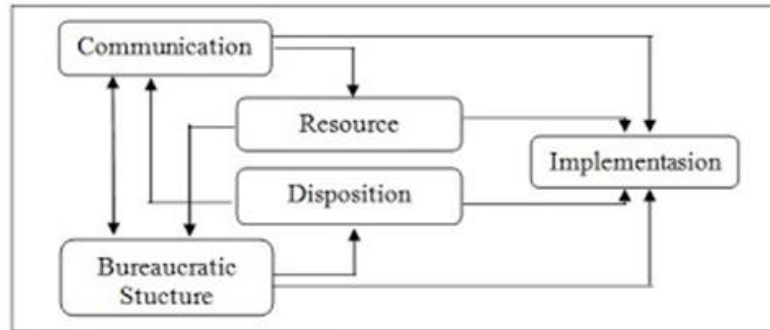 Communication
Resource
Implementasion
Disposition
Bureaucratic
Stucture